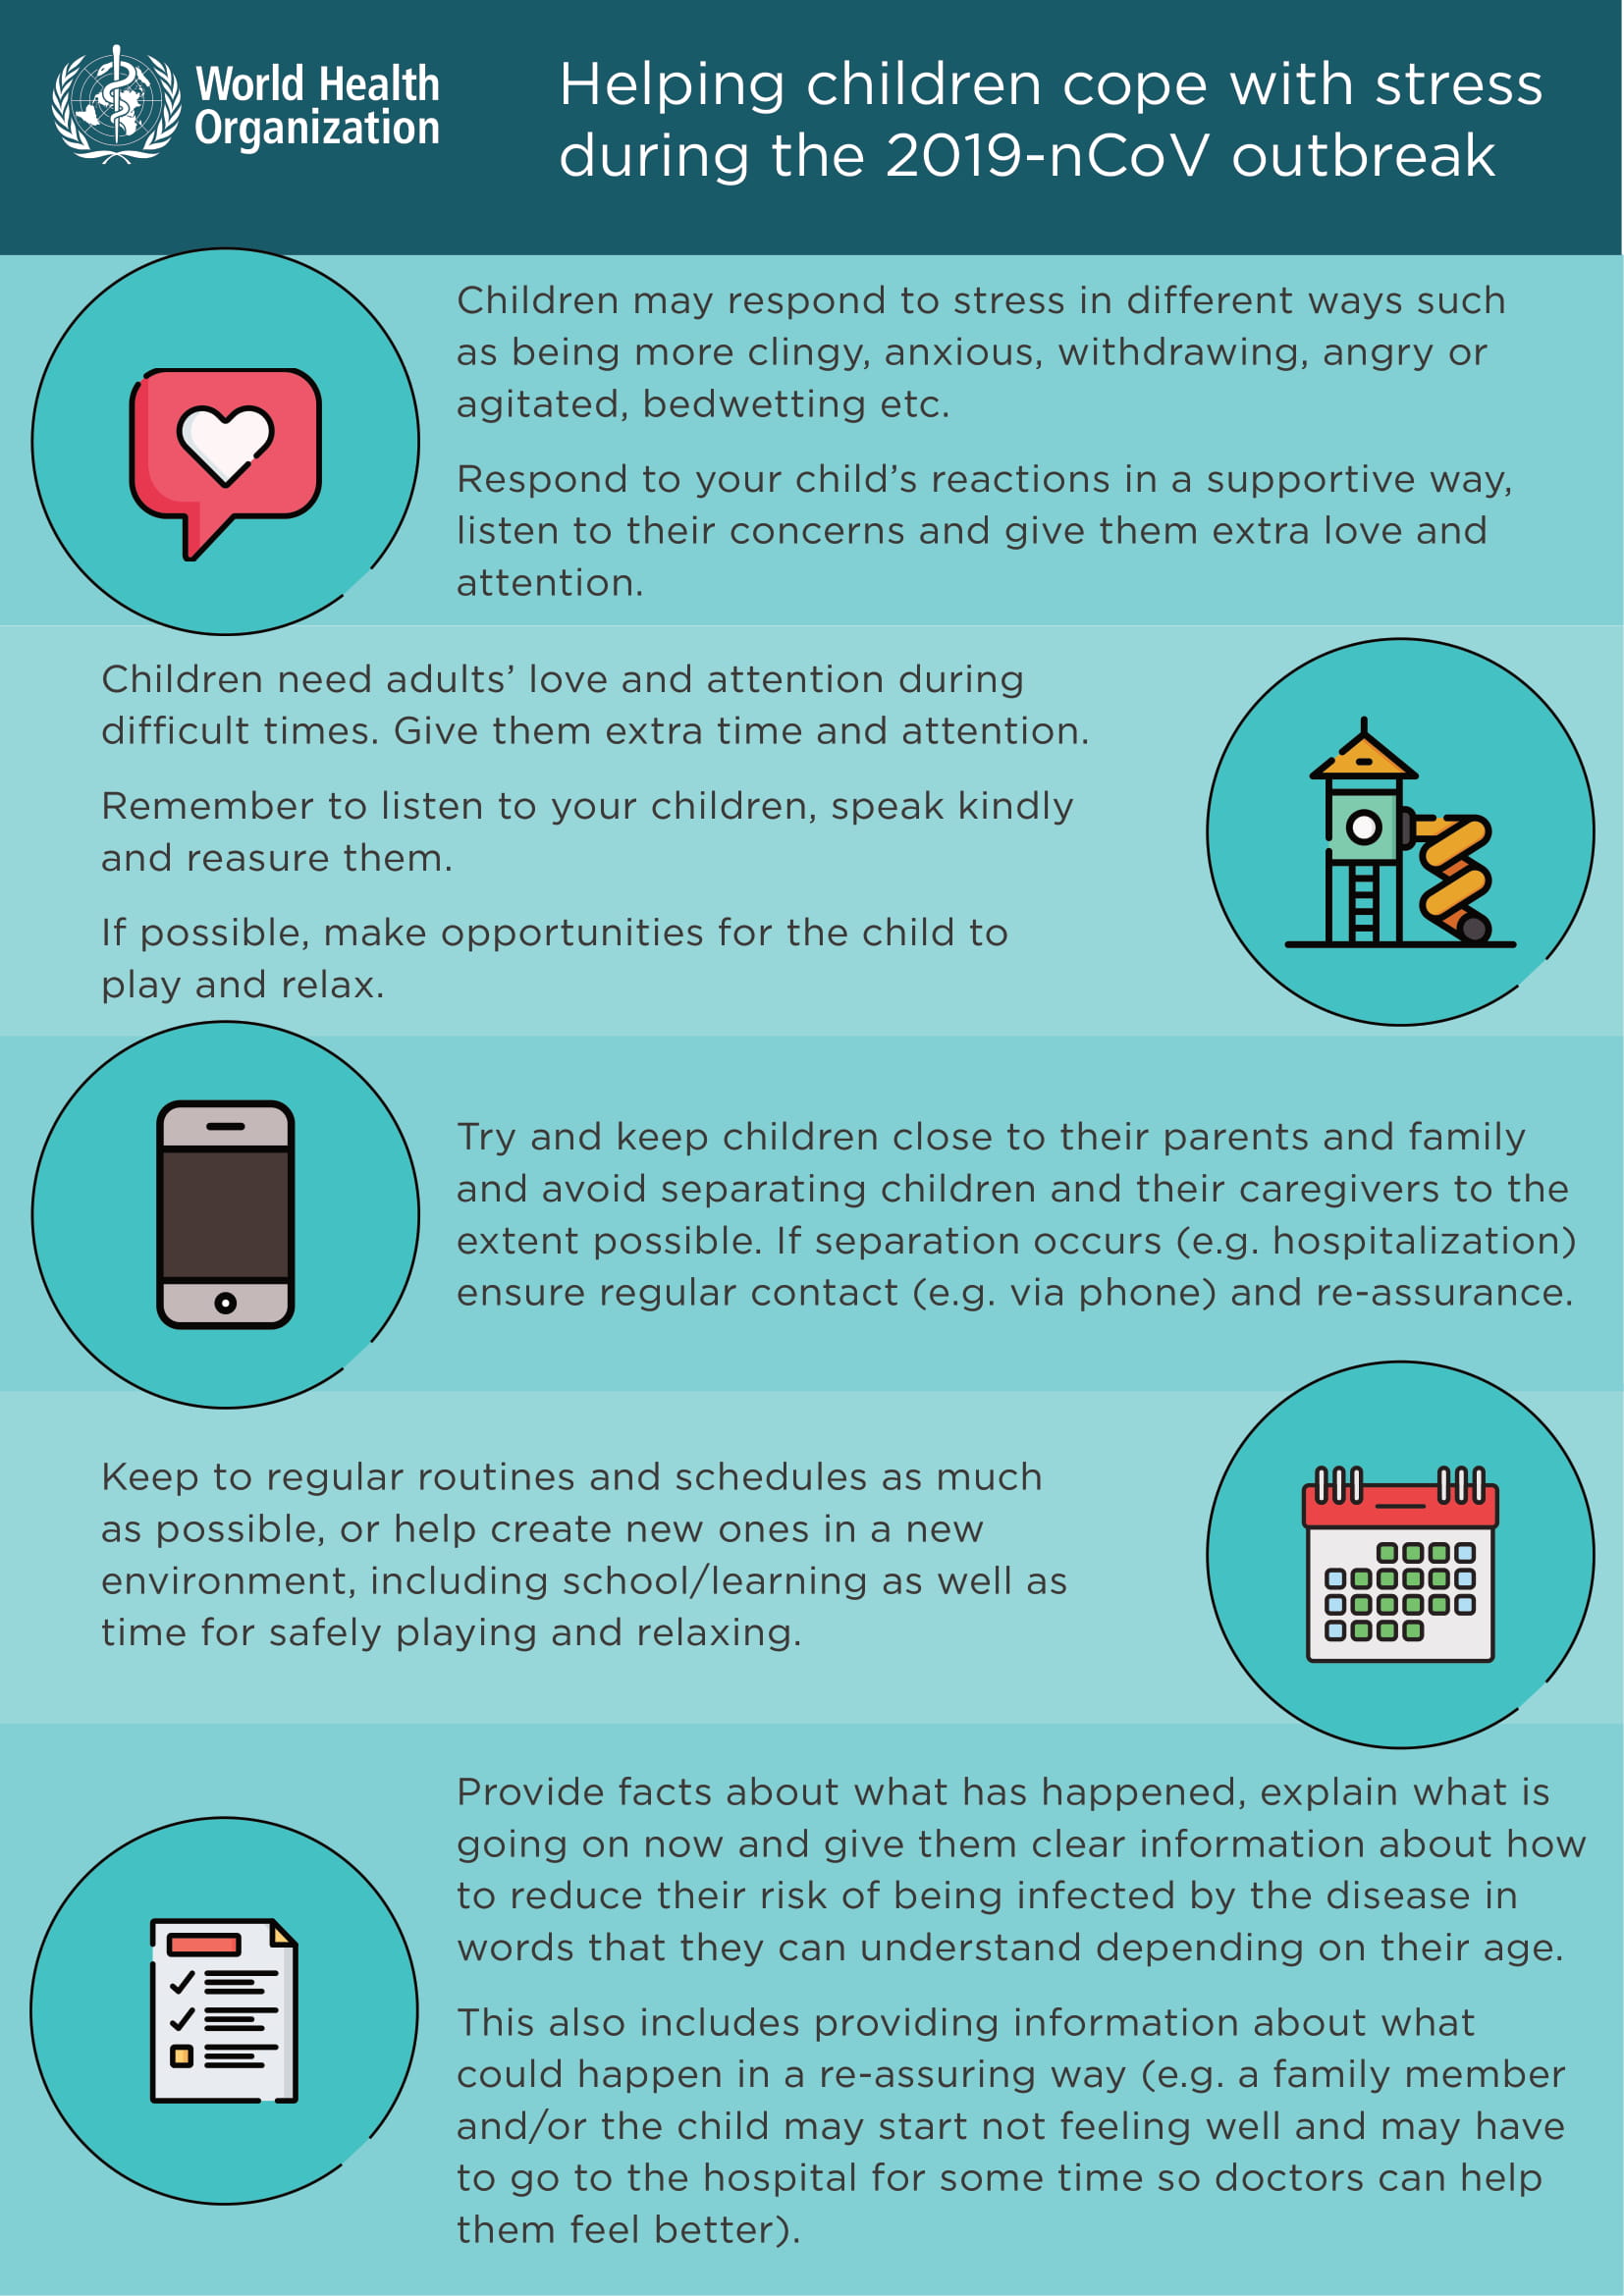 World Health
Organization
Helping children cope with stress
during the 2019-nCoV outbreak
Children may respond to stress in different ways such
as being more clingy, anxious, withdrawing, angry or
agitated, bedwetting etc.
Respond to your child’s reactions in a supportive way,
listen to their concerns and give them extra love and
attention.
Children need adults’ love and attention during
difficult times. Give them extra time and attention.
Remember to listen to your children, speak kindly
and reasure them.
If possible, make opportunities for the child to
play and relax.
Try and keep children close to their parents and family
and avoid separating children and their caregivers to the
extent possible. If separation occurs (e.g. hospitalization)
ensure regular contact (e.g. via phone) and re-assurance.
Keep to regular routines and schedules as much
as possible, or help create new ones in a new
environment, including school/learning as well as
time for safely playing and relaxing.
Provide facts about what has happened, explain what is
going on now and give them clear information about how
to reduce their risk of being infected by the disease in
words that they can understand depending on their age.
This also includes providing information about what
could happen in a re-assuring way (e.g. a family member
and/or the child may start not feeling well and may have
to go to the hospital for some time so doctors can help
them feel better).